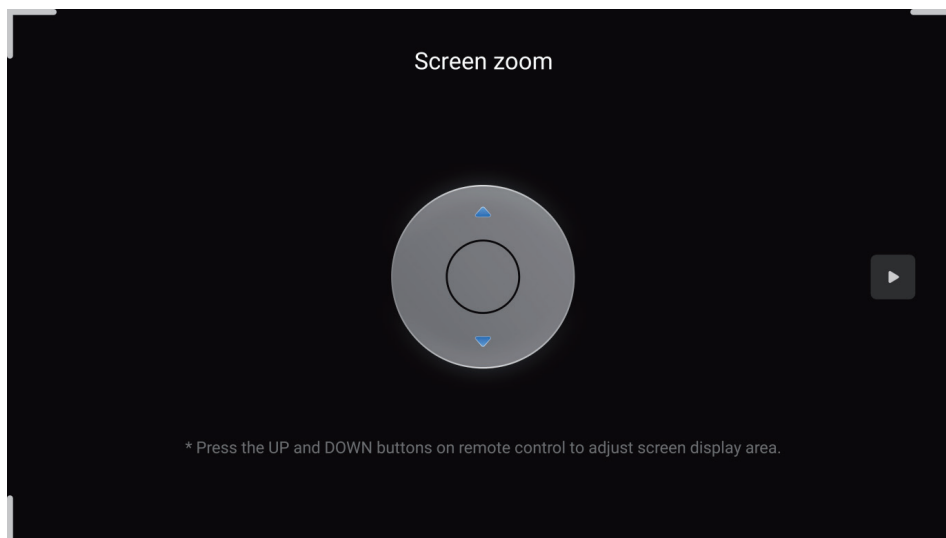 Screen zoom
* Press the UP and DOWN buttons on remote control to adjust screen display area.